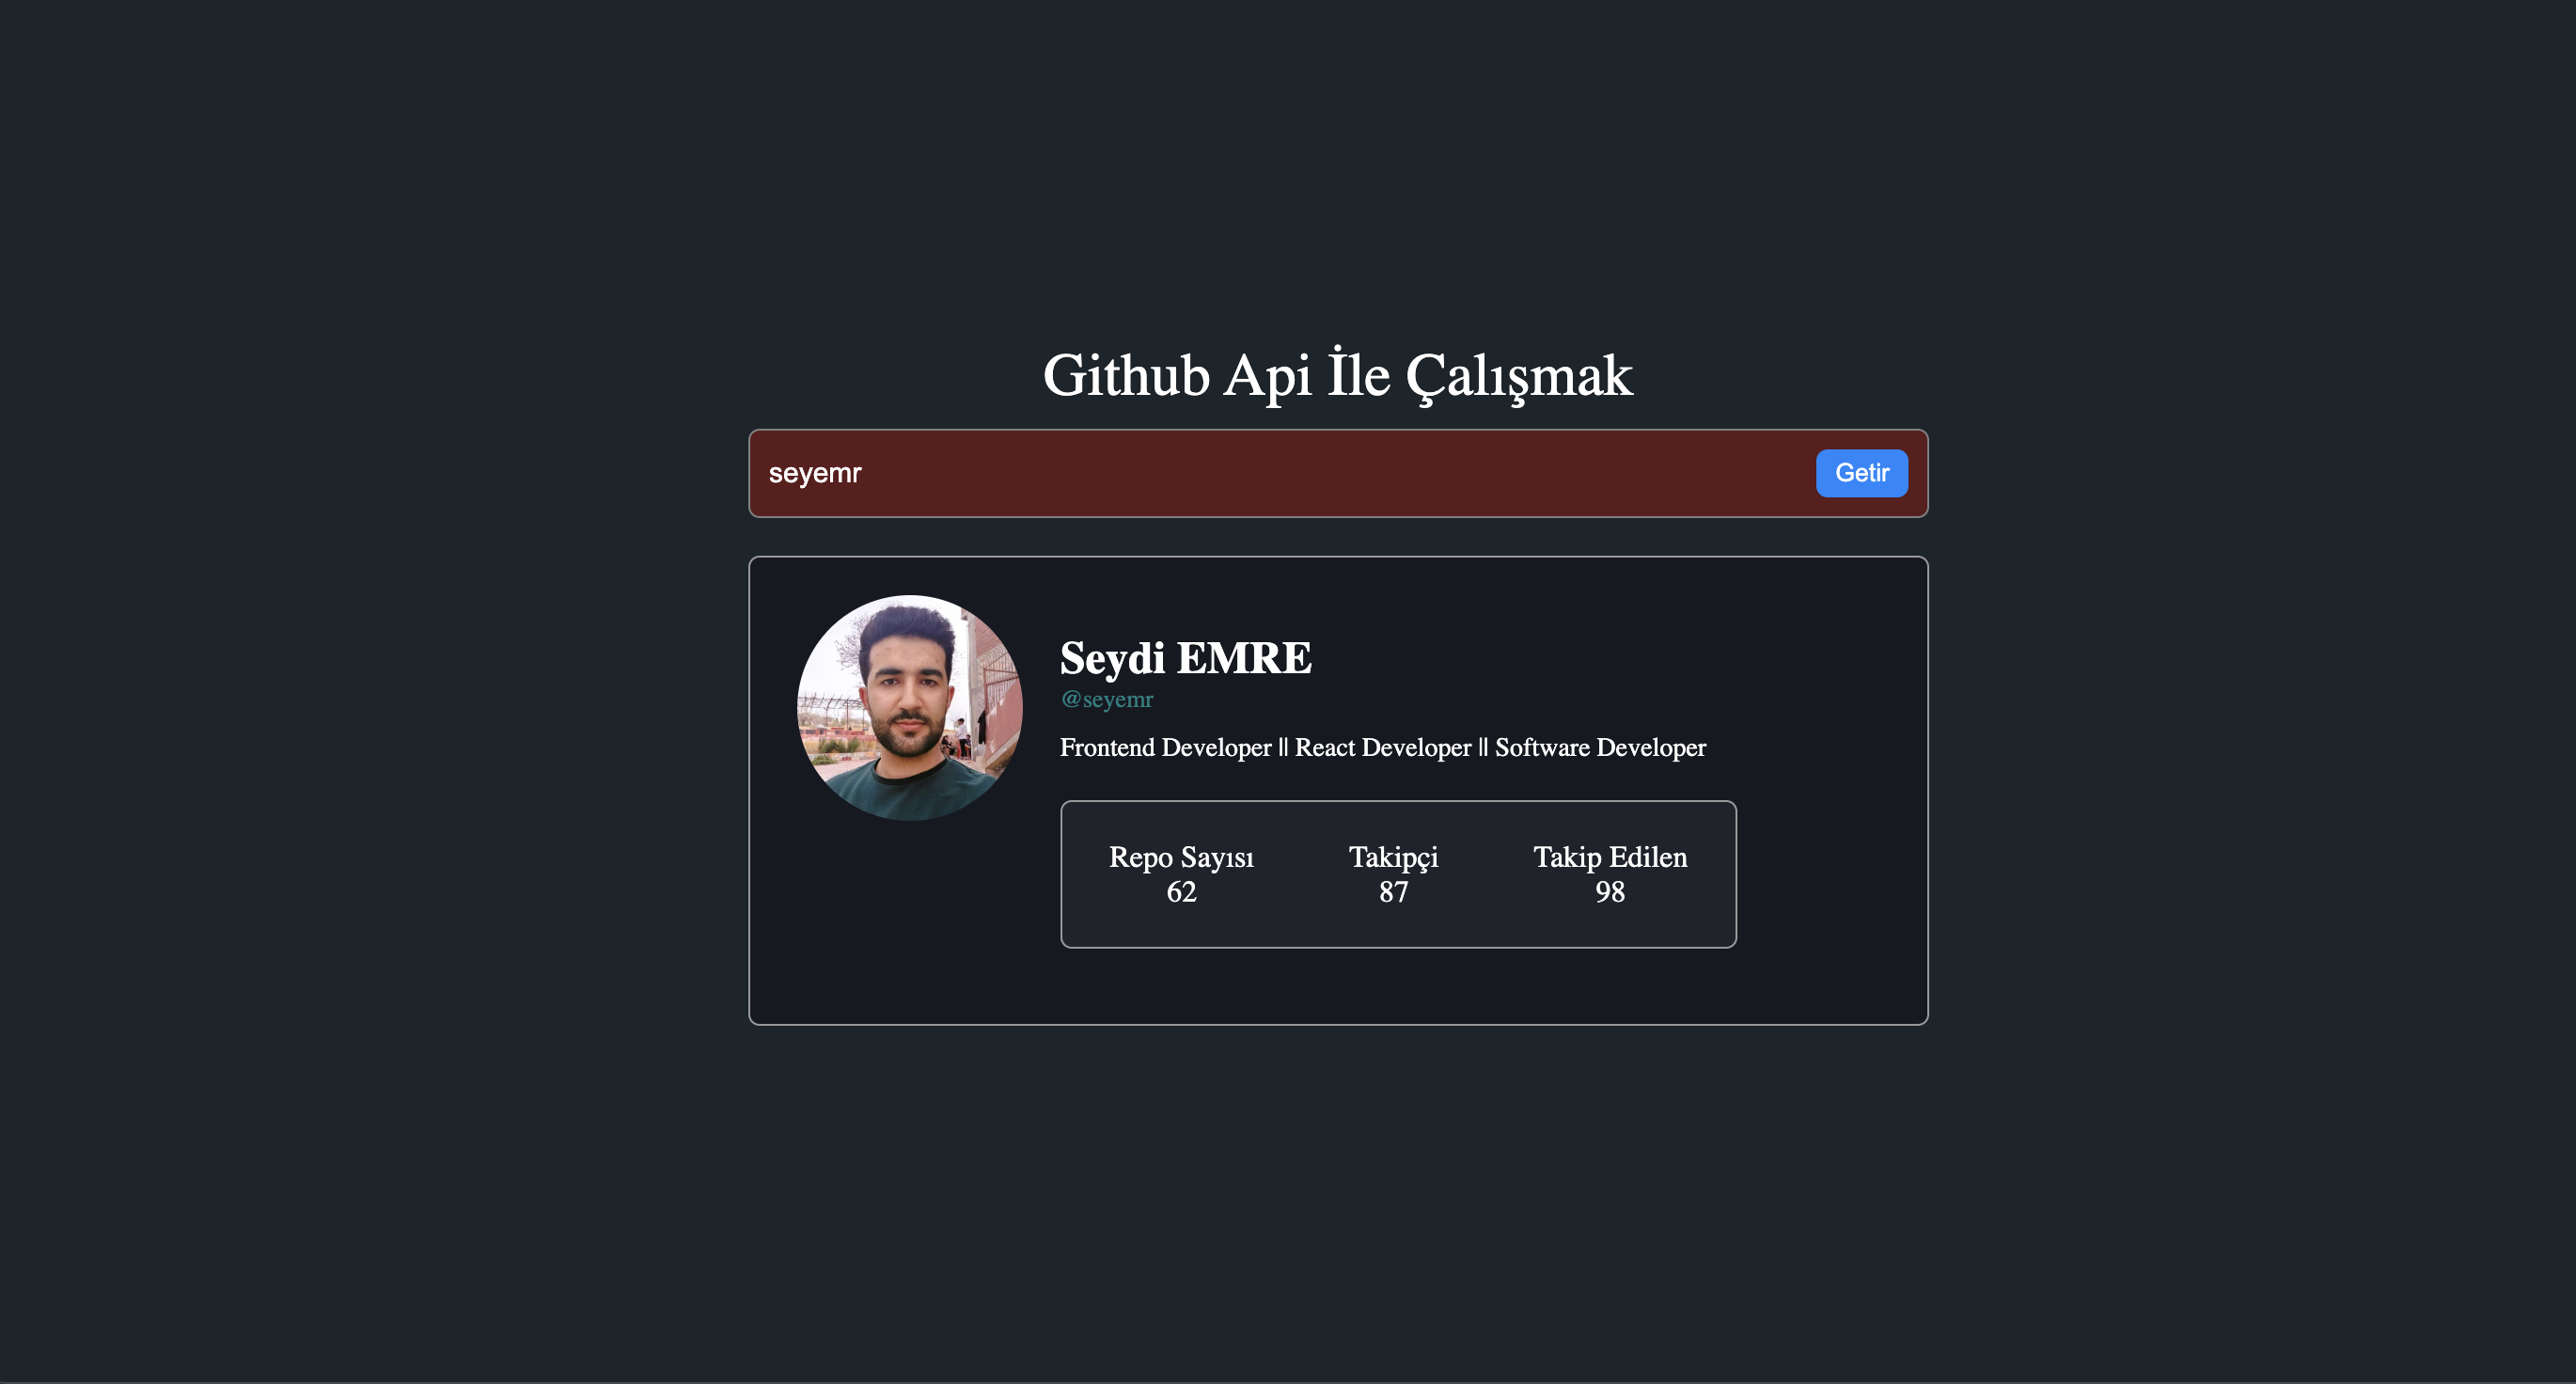 Github Api İle Çalışmak
seyemr
Getir
Seydi EMRE
@seyemr
Frontend Developer || React Developer || Software Developer
Repo Sayısı Takipçi Takip Edilen
62 87 98